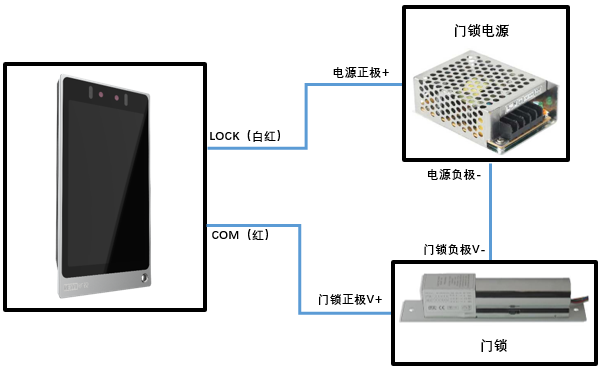 门锁电源
电源正极+
LOCK（白红）
电源负极-
COM（红）
门锁负极V-
门锁正极V+
门锁